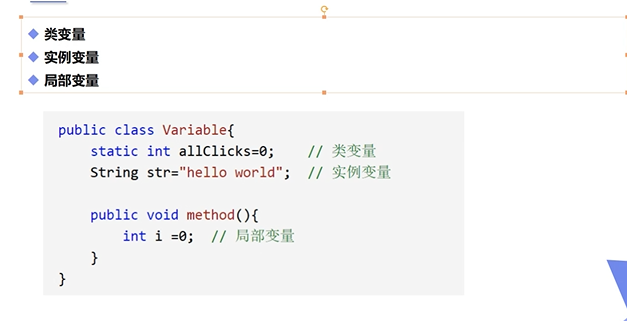 类变量
实例变量
局部变量
public class Variable{
    static int allClicks=0;    // 类变量
    String str="hello world";  // 实例变量
    public void method(){
        int i =0;  // 局部变量
    }
}